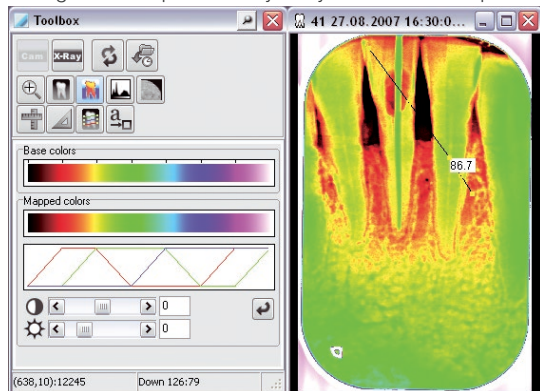 Toolbox
41 27.08.2007 16:30:0...
Cam
X-Ray
a
Base colors
86.7
Mapped colors
0
0
(638,10):12245
Down 126:79